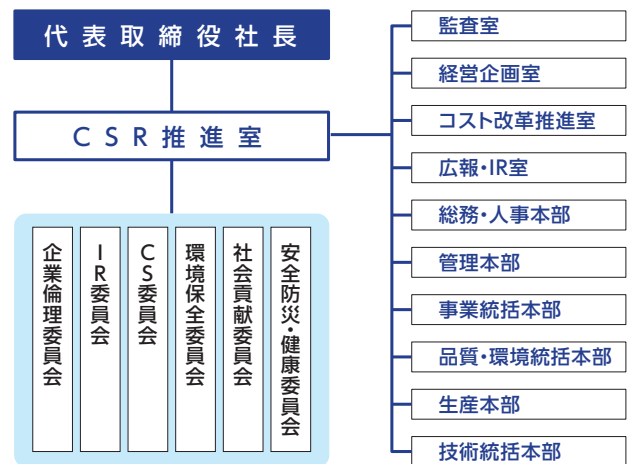 代表取締役社長
CSR推進室
企業倫理委員会
IR委員会
CS委員会
環境保全委員会
社会貢献委員会
安全防災・健康委員会
監査室
経営企画室
コスト改革推進室
広報・IR室
総務・人事本部
管理本部
事業統括本部
品質・環境統括本部
生産本部
技術統括本部